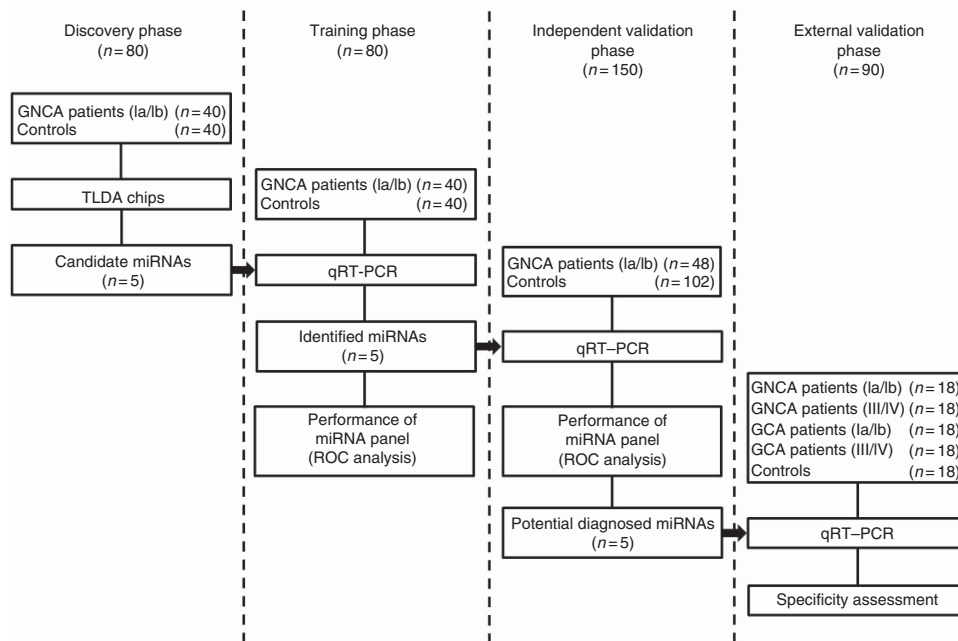 Discovery phase
(n=80)
GNCA patients (Ia/Ib) (n=40)
Controls (n=40)
TLDA chips
Candidate miRNAs
(n=5)
Training phase
(n=80)
GNCA patients (Ia/Ib) (n=40)
Controls (n=40)
qRT-PCR
Identified miRNAs
(n=5)
Performance of
miRNA panel
(ROC analysis)
Independent validation
phase
(n=150)
GNCA patients (Ia/Ib) (n=48)
Controls (n=102)
qRT–PCR
Performance of
miRNA panel
(ROC analysis)
Potential diagnosed miRNAs
(n=5)
External validation
phase
(n=90)
GNCA patients (Ia/Ib) (n=18)
GNCA patients (III/IV) (n=18)
GCA patients (Ia/Ib) (n=18)
GCA patients (III/IV) (n=18)
Controls (n=18)
qRT–PCR
Specificity assessment